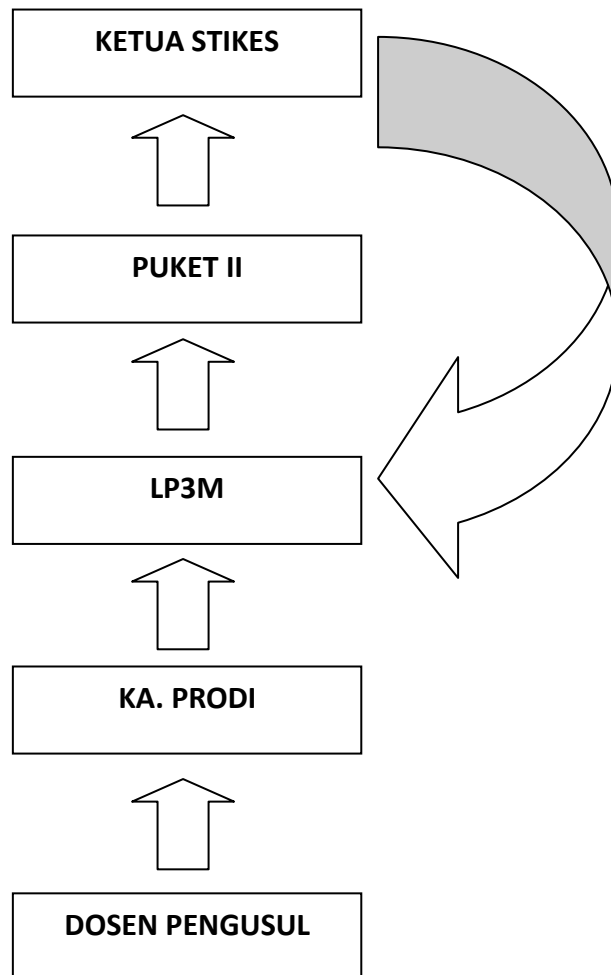 KETUA STIKES
PUKET II
LP3M
KA. PRODI
DOSEN PENGUSUL